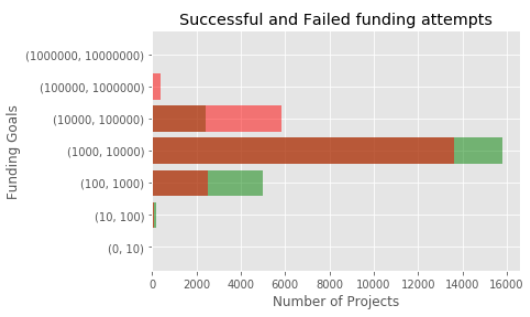 Successful and Failed funding attempts
(1000000, 10000000)
(100000, 1000000)
(10000, 100000)
(1000, 10000)
(100, 1000)
(10, 100)
(0, 10)
Funding Goals
0 2000 4000 6000 8000 10000 12000 14000 16000
Number of Projects